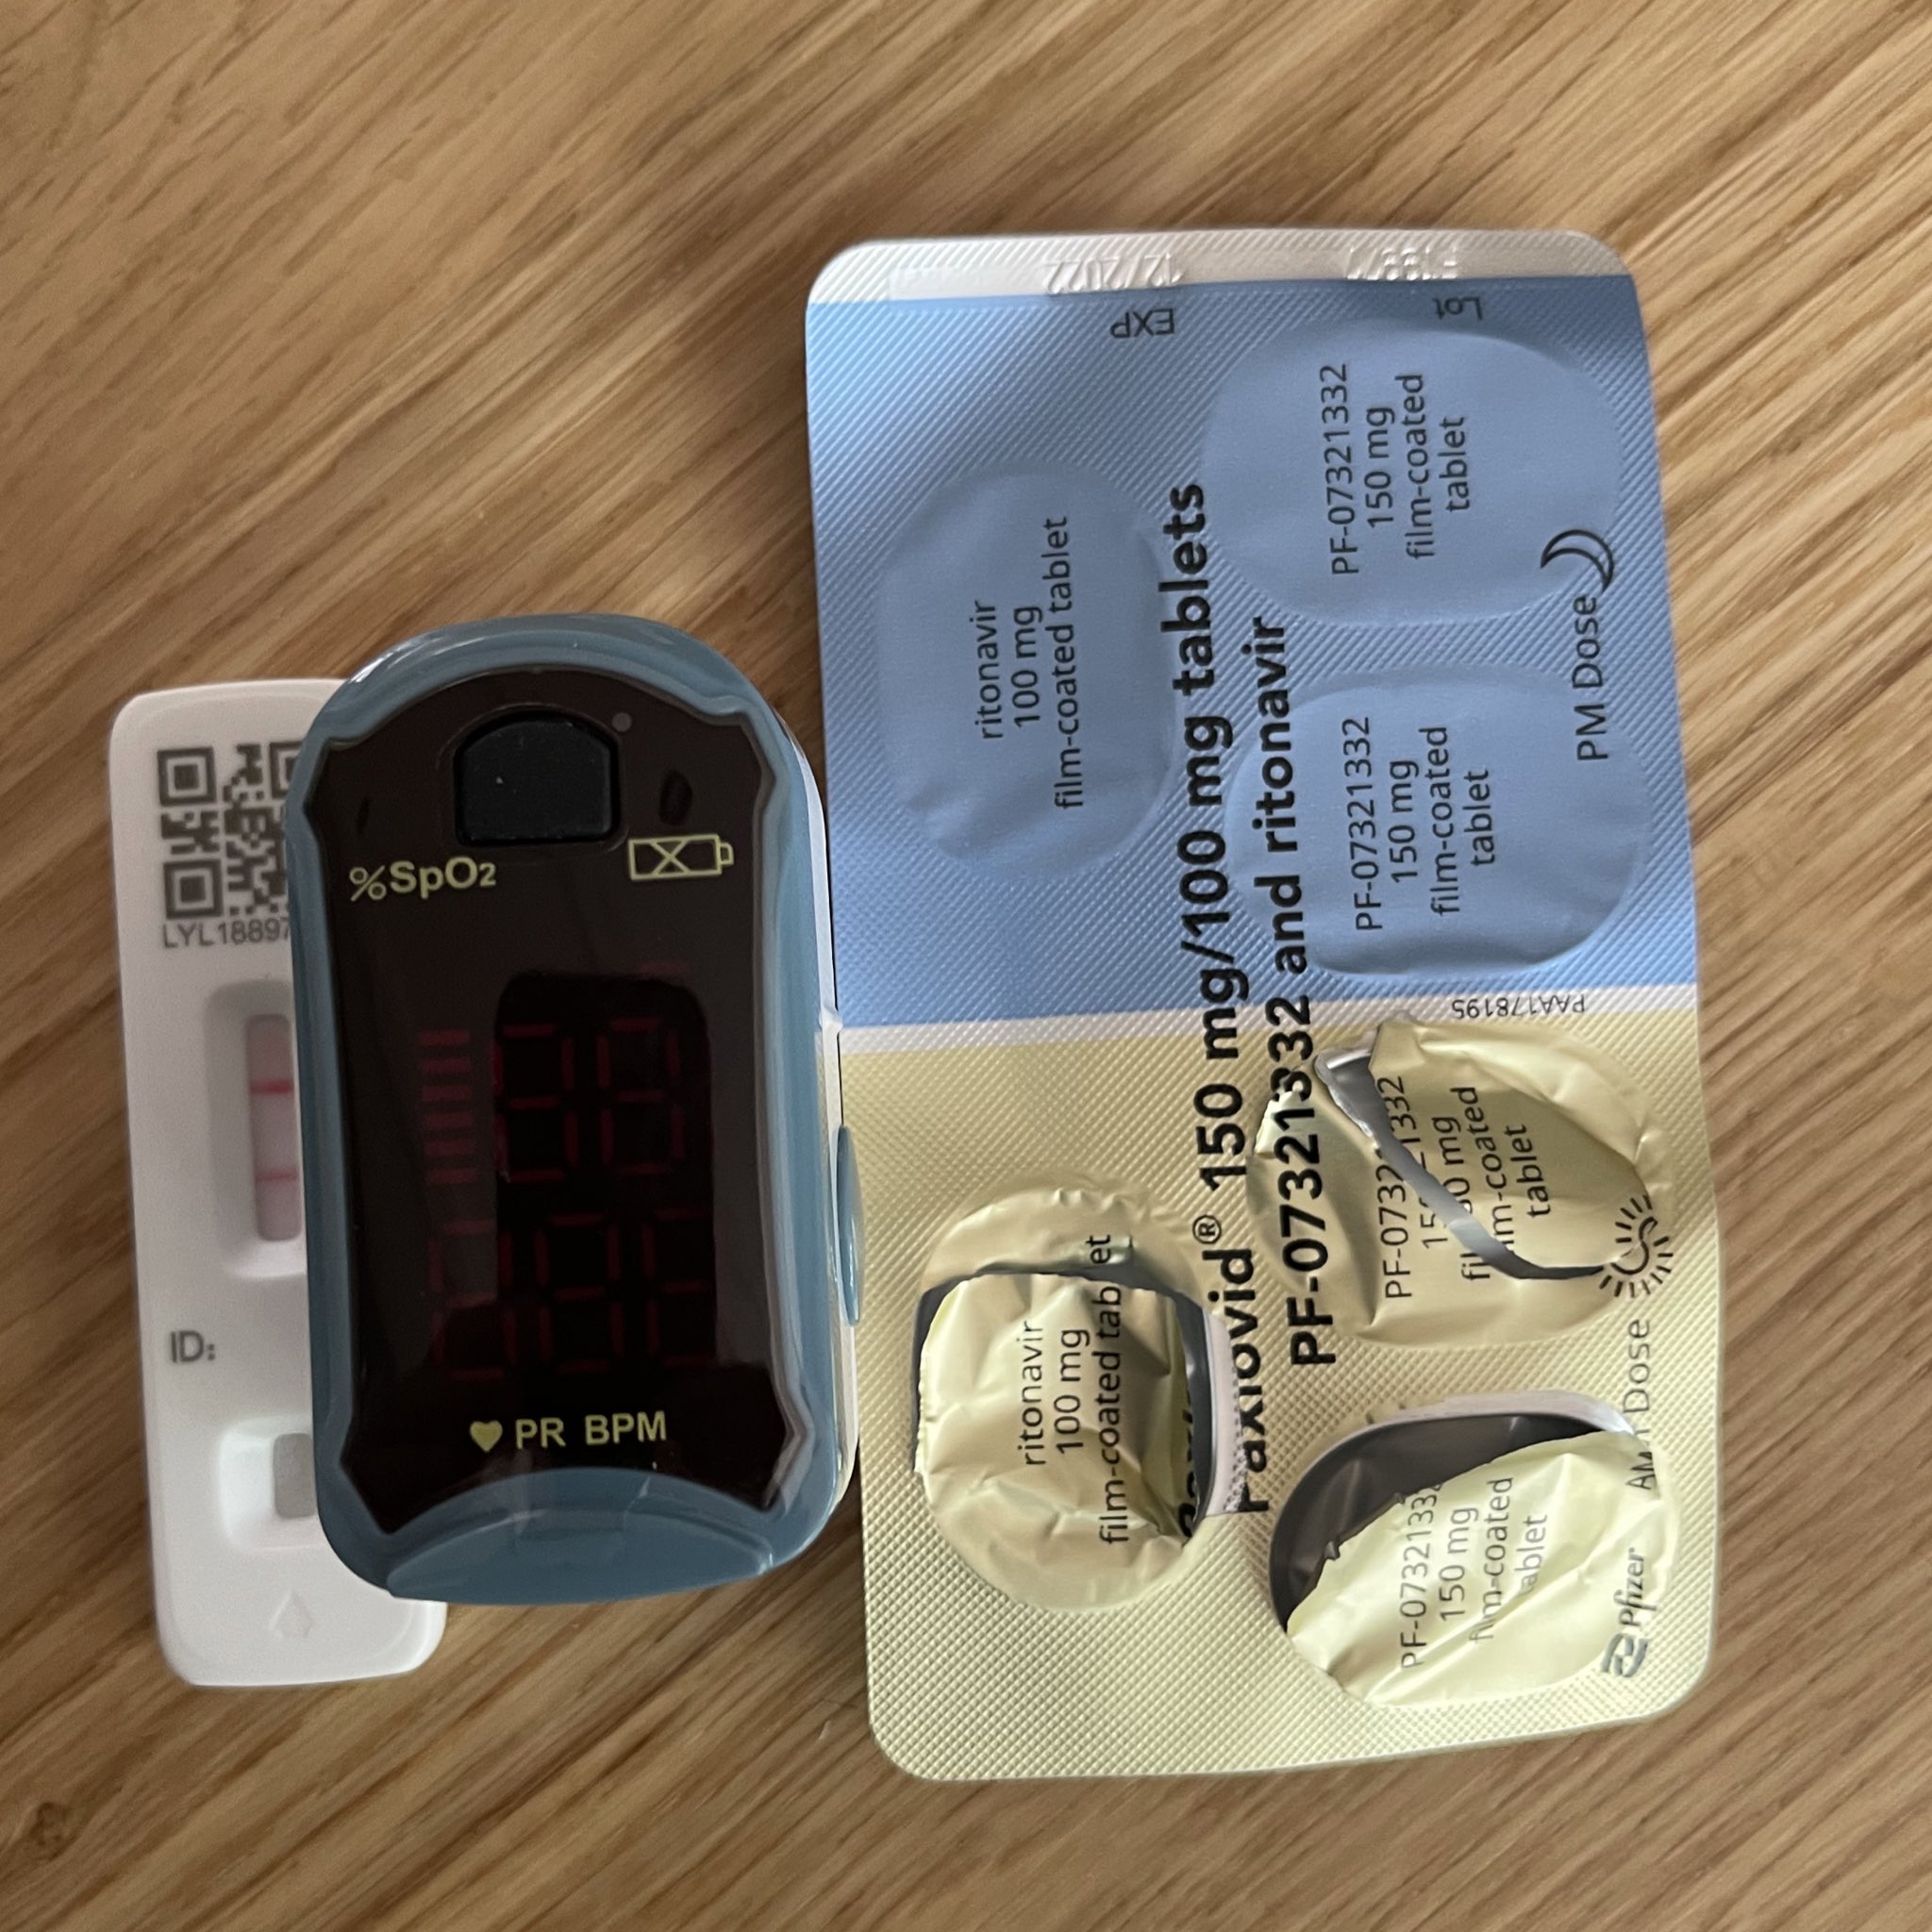 LYL18897
ID:
%SpO2
PR BPM
EXP
12/2022
Lot
ritonavir
100 mg
film-coated tablet
PF-07321332
150 mg
film-coated
tablet
PF-07321332
150 mg
film-coated
tablet
PM Dose
Paxlovid® 150 mg/100 mg tablets
PF-07321332 and ritonavir
PAA178195
ritonavir
100 mg
film-coated tablet
PF-07321332
150 mg
film-coated
tablet
PF-07321332
150 mg
film-coated
tablet
AM Dose
Pfizer